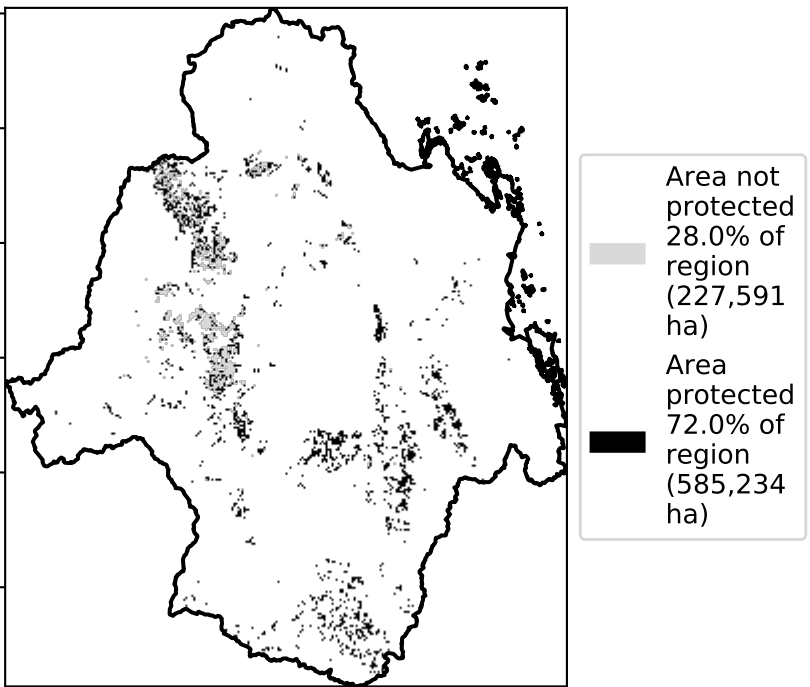 Area not
protected
28.0% of
region
(227,591
ha)
Area
protected
72.0% of
region
(585,234
ha)